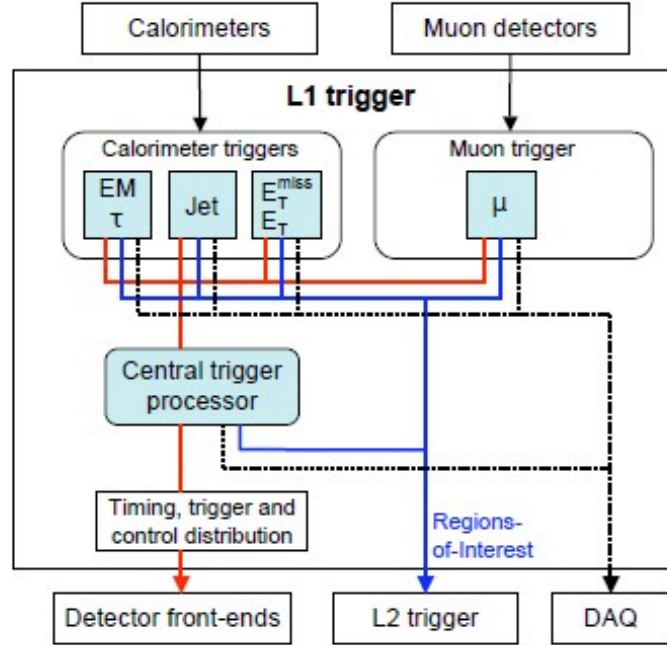 Calorimeters
Muon detectors
L1 trigger
Calorimeter triggers
Muon trigger
EM
τ
Jet
E_T^miss
E_T
μ
Central trigger
processor
Timing, trigger and
control distribution
Regions-
of-Interest
Detector front-ends
L2 trigger
DAQ